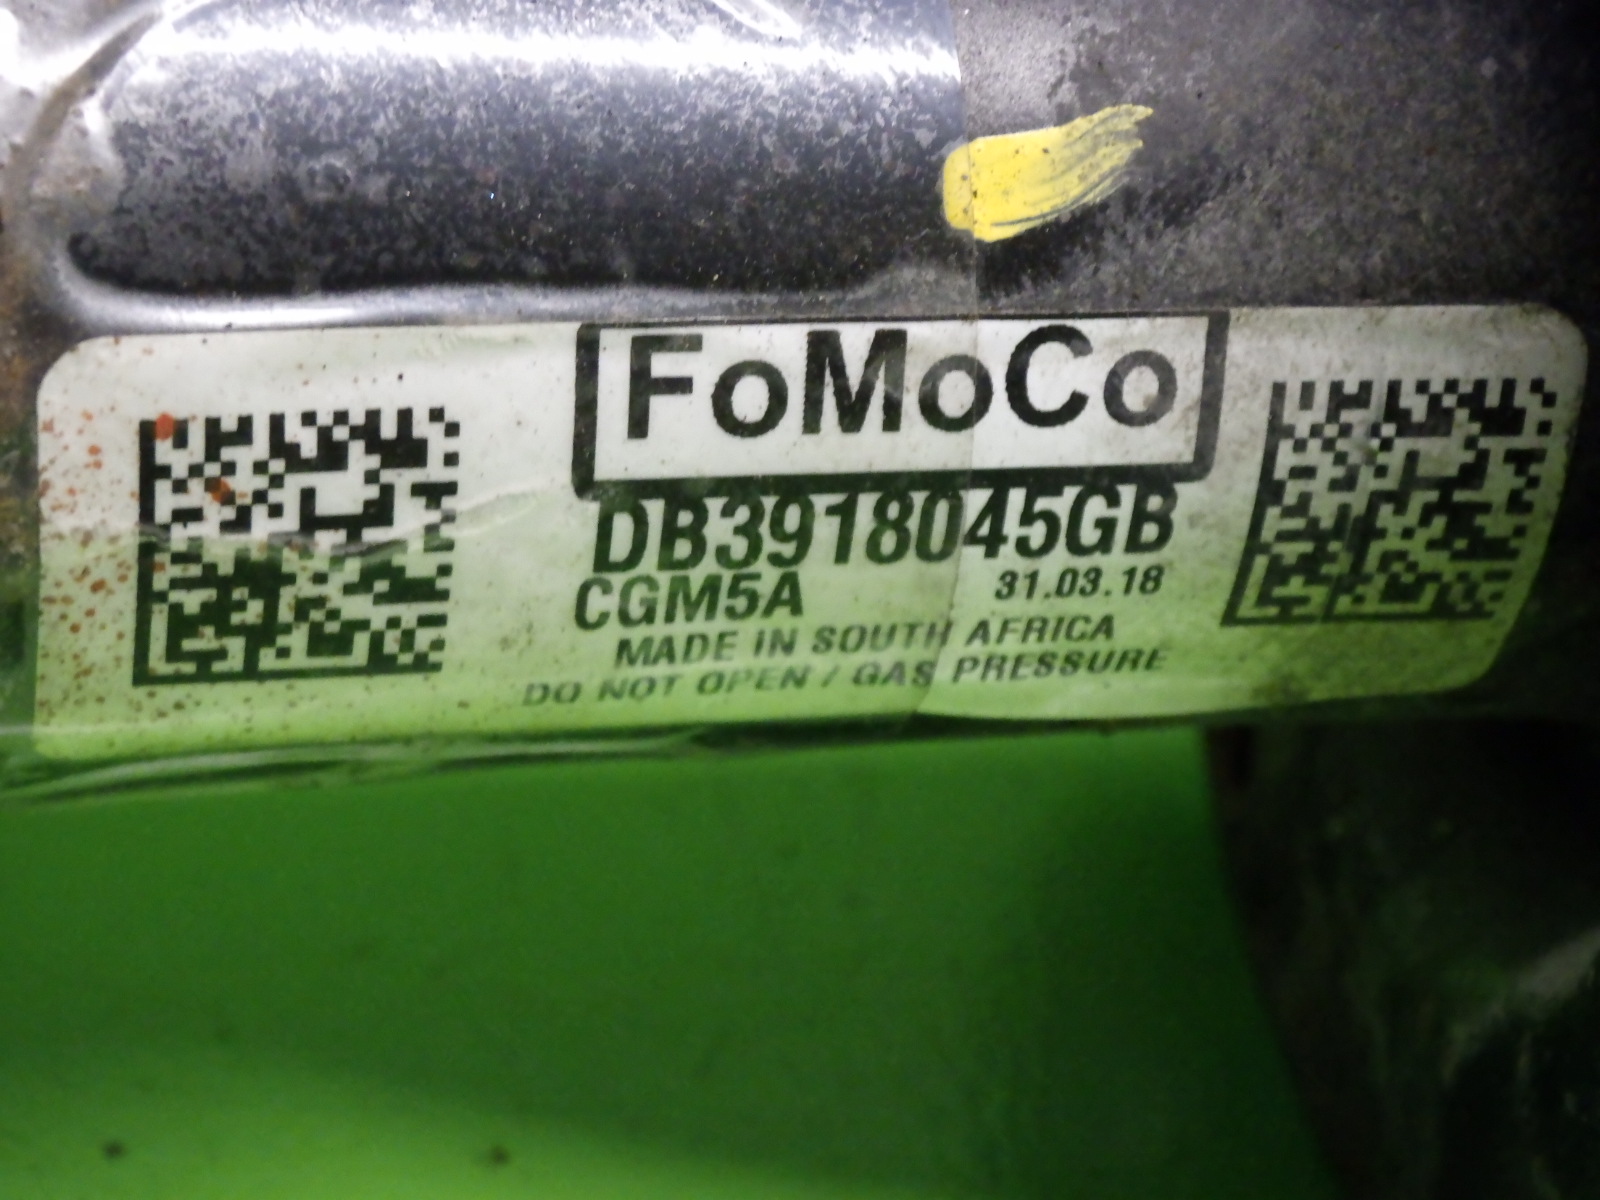 FoMoCo
DB3918045GB
CGM5A 31.03.18
MADE IN SOUTH AFRICA
DO NOT OPEN / GAS PRESSURE